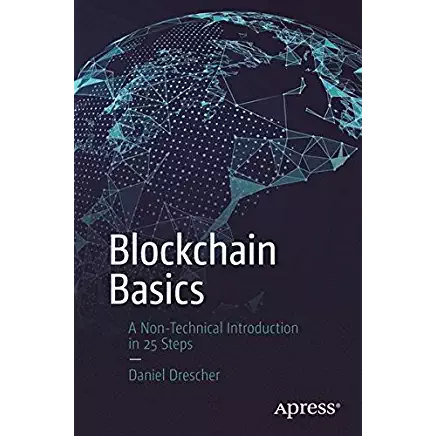 Blockchain
Basics
A Non-Technical Introduction
in 25 Steps
—
Daniel Drescher
Apress®